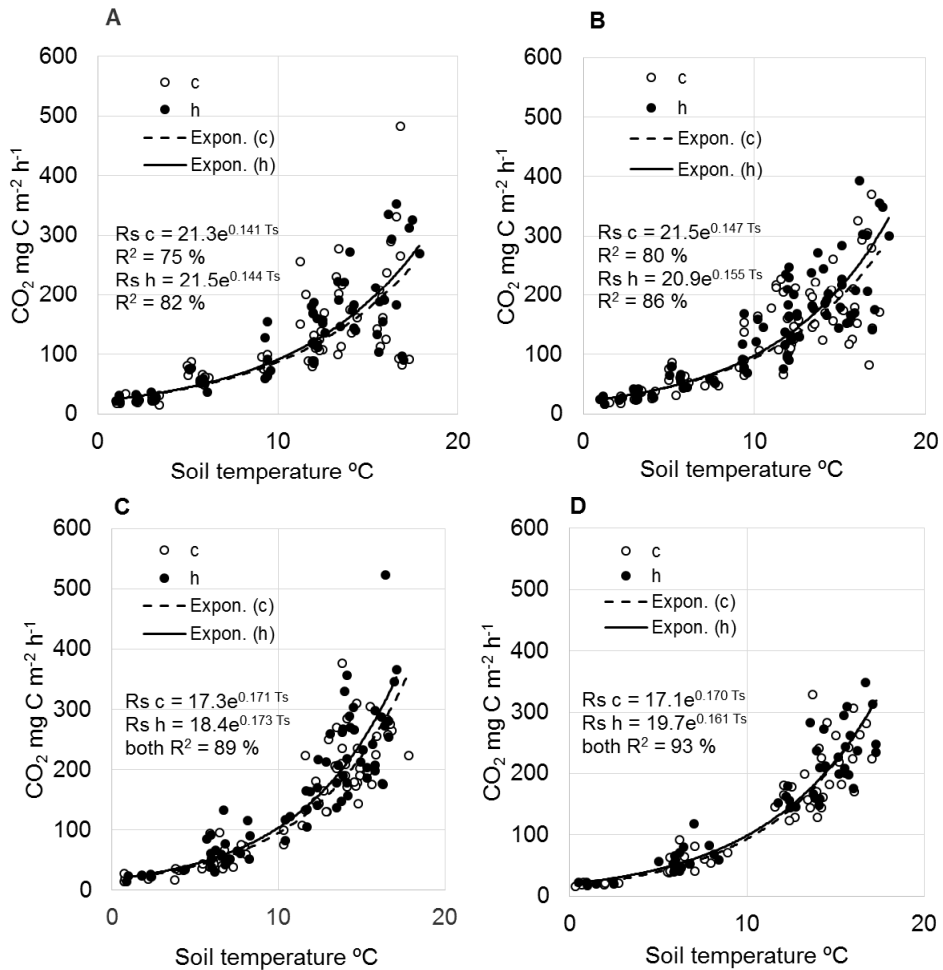 A
CO₂ mg C m⁻² h⁻¹
600
500
400
300
200
100
0
c
h
Expon. (c)
Expon. (h)
Rs c = 21.3e⁰·¹⁴¹ ᵀˢ
R² = 75 %
Rs h = 21.5e⁰·¹⁴⁴ ᵀˢ
R² = 82 %
0 10 20
Soil temperature ºC
B
CO₂ mg C m⁻² h⁻¹
600
500
400
300
200
100
0
c
h
Expon. (c)
Expon. (h)
Rs c = 21.5e⁰·¹⁴⁷ ᵀˢ
R² = 80 %
Rs h = 20.9e⁰·¹⁵⁵ ᵀˢ
R² = 86 %
0 10 20
Soil temperature ºC
C
CO₂ mg C m⁻² h⁻¹
600
500
400
300
200
100
0
c
h
Expon. (c)
Expon. (h)
Rs c = 17.3e⁰·¹⁷¹ ᵀˢ
Rs h = 18.4e⁰·¹⁷³ ᵀˢ
both R² = 89 %
0 10 20
Soil temperature ºC
D
CO₂ mg C m⁻² h⁻¹
600
500
400
300
200
100
0
c
h
Expon. (c)
Expon. (h)
Rs c = 17.1e⁰·¹⁷⁰ ᵀˢ
Rs h = 19.7e⁰·¹⁶¹ ᵀˢ
both R² = 93 %
0 10 20
Soil temperature ºC